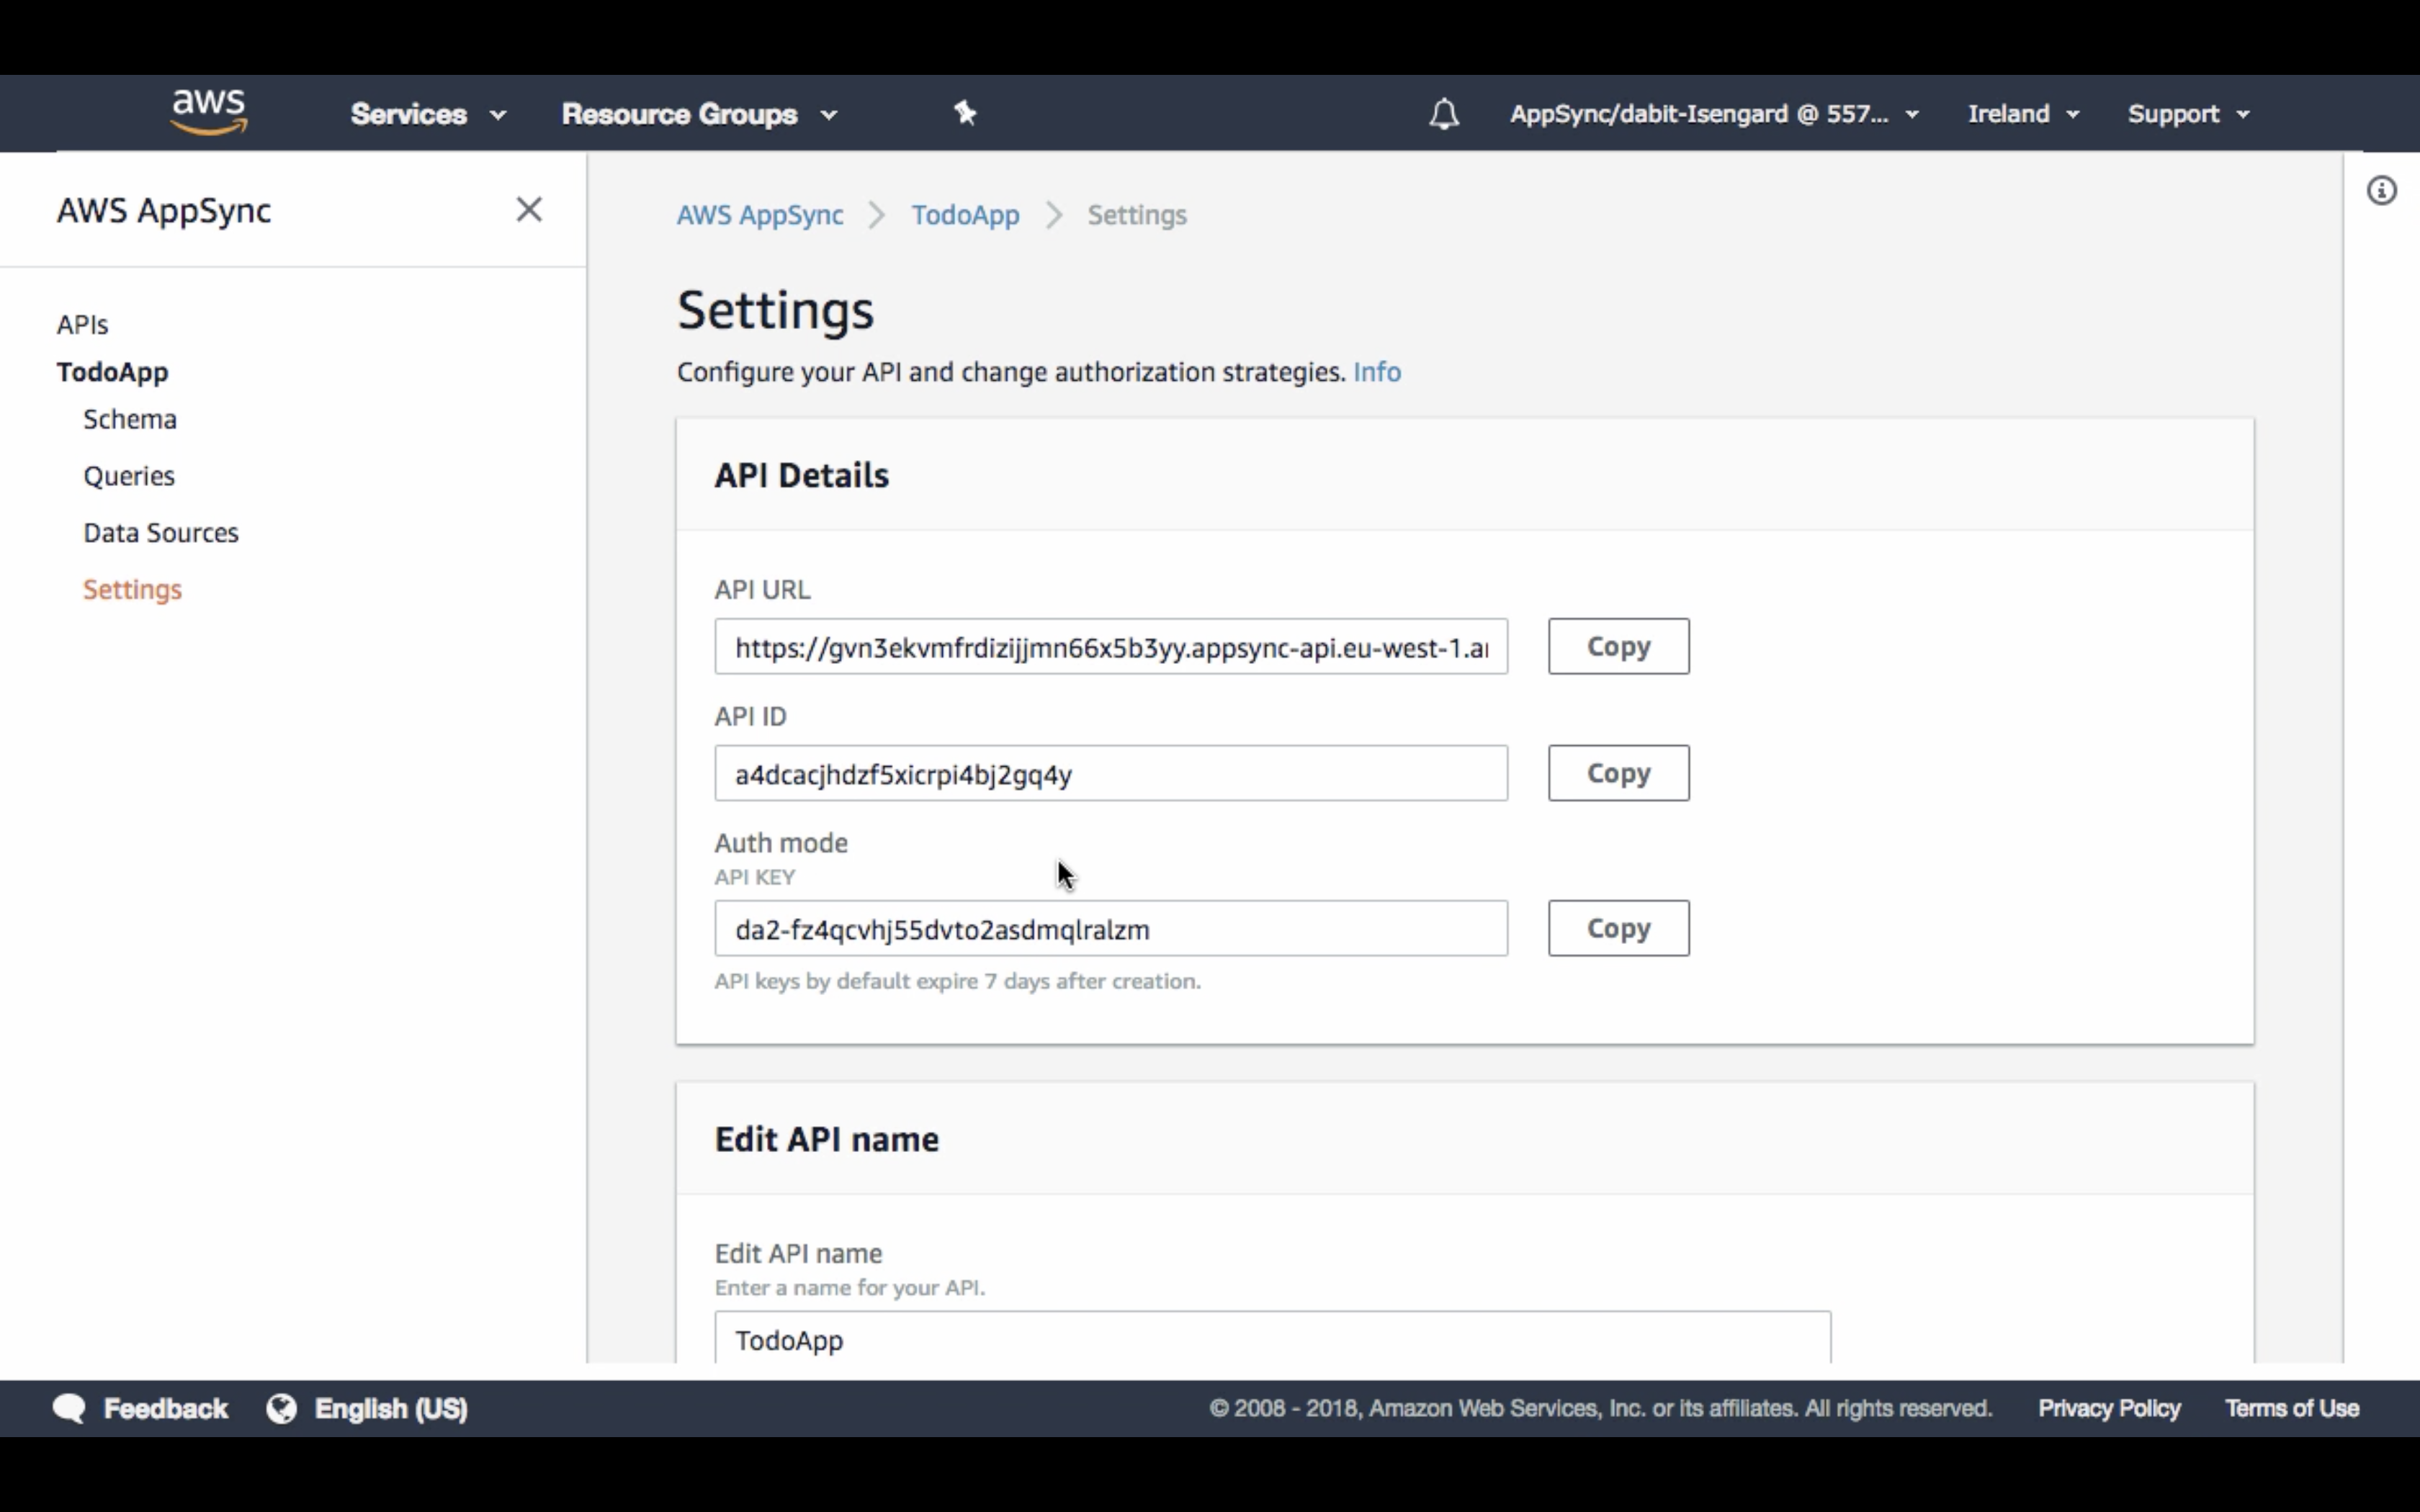 aws Services Resource Groups AppSync/dabit-Isengard @ 557... Ireland Support
AWS AppSync
APIs
TodoApp
Schema
Queries
Data Sources
Settings
AWS AppSync TodoApp Settings
Settings
Configure your API and change authorization strategies. Info
API Details
API URL
https://gvn3ekvmfrdizijjmn66x5b3yy.appsync-api.eu-west-1.a Copy
API ID
a4dcacjhdzf5xicrpi4bj2gq4y Copy
Auth mode
API KEY
da2-fz4qcvhj55dvto2asdmqlralzm Copy
API keys by default expire 7 days after creation.
Edit API name
Edit API name
Enter a name for your API.
TodoApp
Feedback English (US) © 2008 - 2018, Amazon Web Services, Inc. or its affiliates. All rights reserved. Privacy Policy Terms of Use